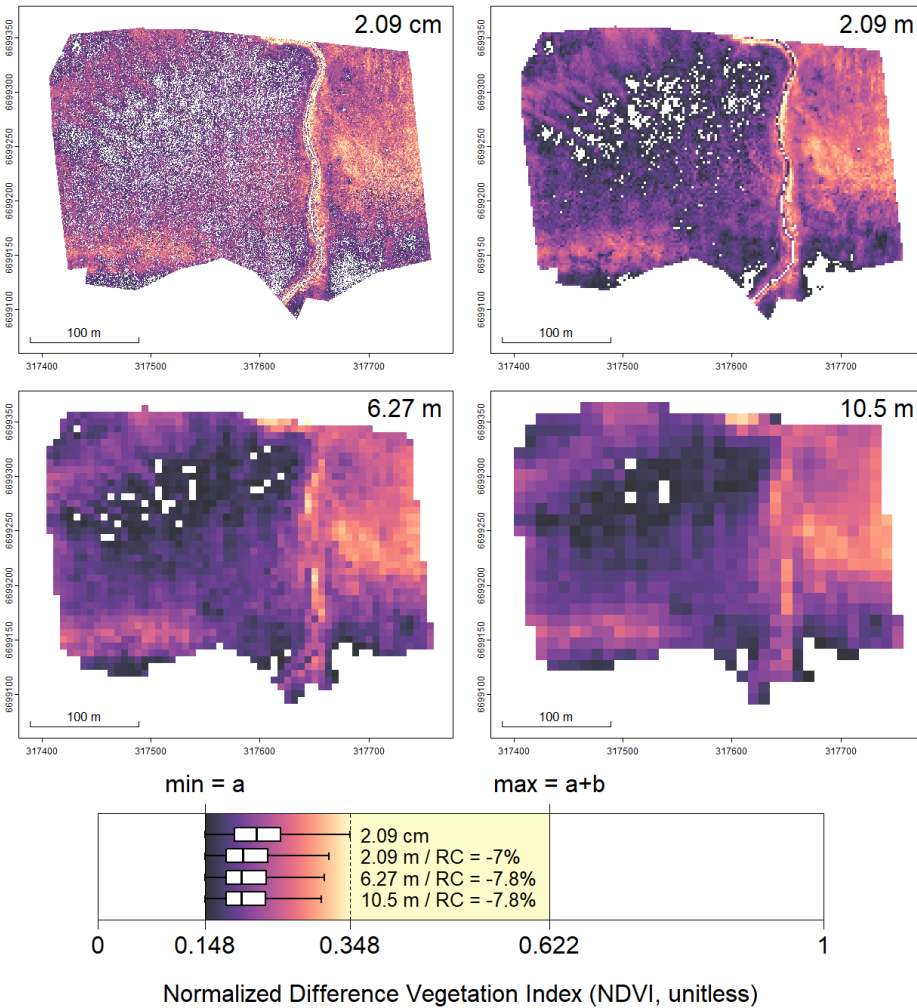 2.09 cm
2.09 m
6699100 6699150 6699200 6699250 6699300 6699350
100 m
100 m
317400 317500 317600 317700
317400 317500 317600 317700
6.27 m
10.5 m
6699100 6699150 6699200 6699250 6699300 6699350
6699100 6699150 6699200 6699250 6699300 6699350
6699100 6699150 6699200 6699250 6699300 6699350
100 m
100 m
317400 317500 317600 317700
317400 317500 317600 317700
min = a
max = a+b
2.09 cm
2.09 m / RC = -7%
6.27 m / RC = -7.8%
10.5 m / RC = -7.8%
0 0.148 0.348 0.622 1
Normalized Difference Vegetation Index (NDVI, unitless)